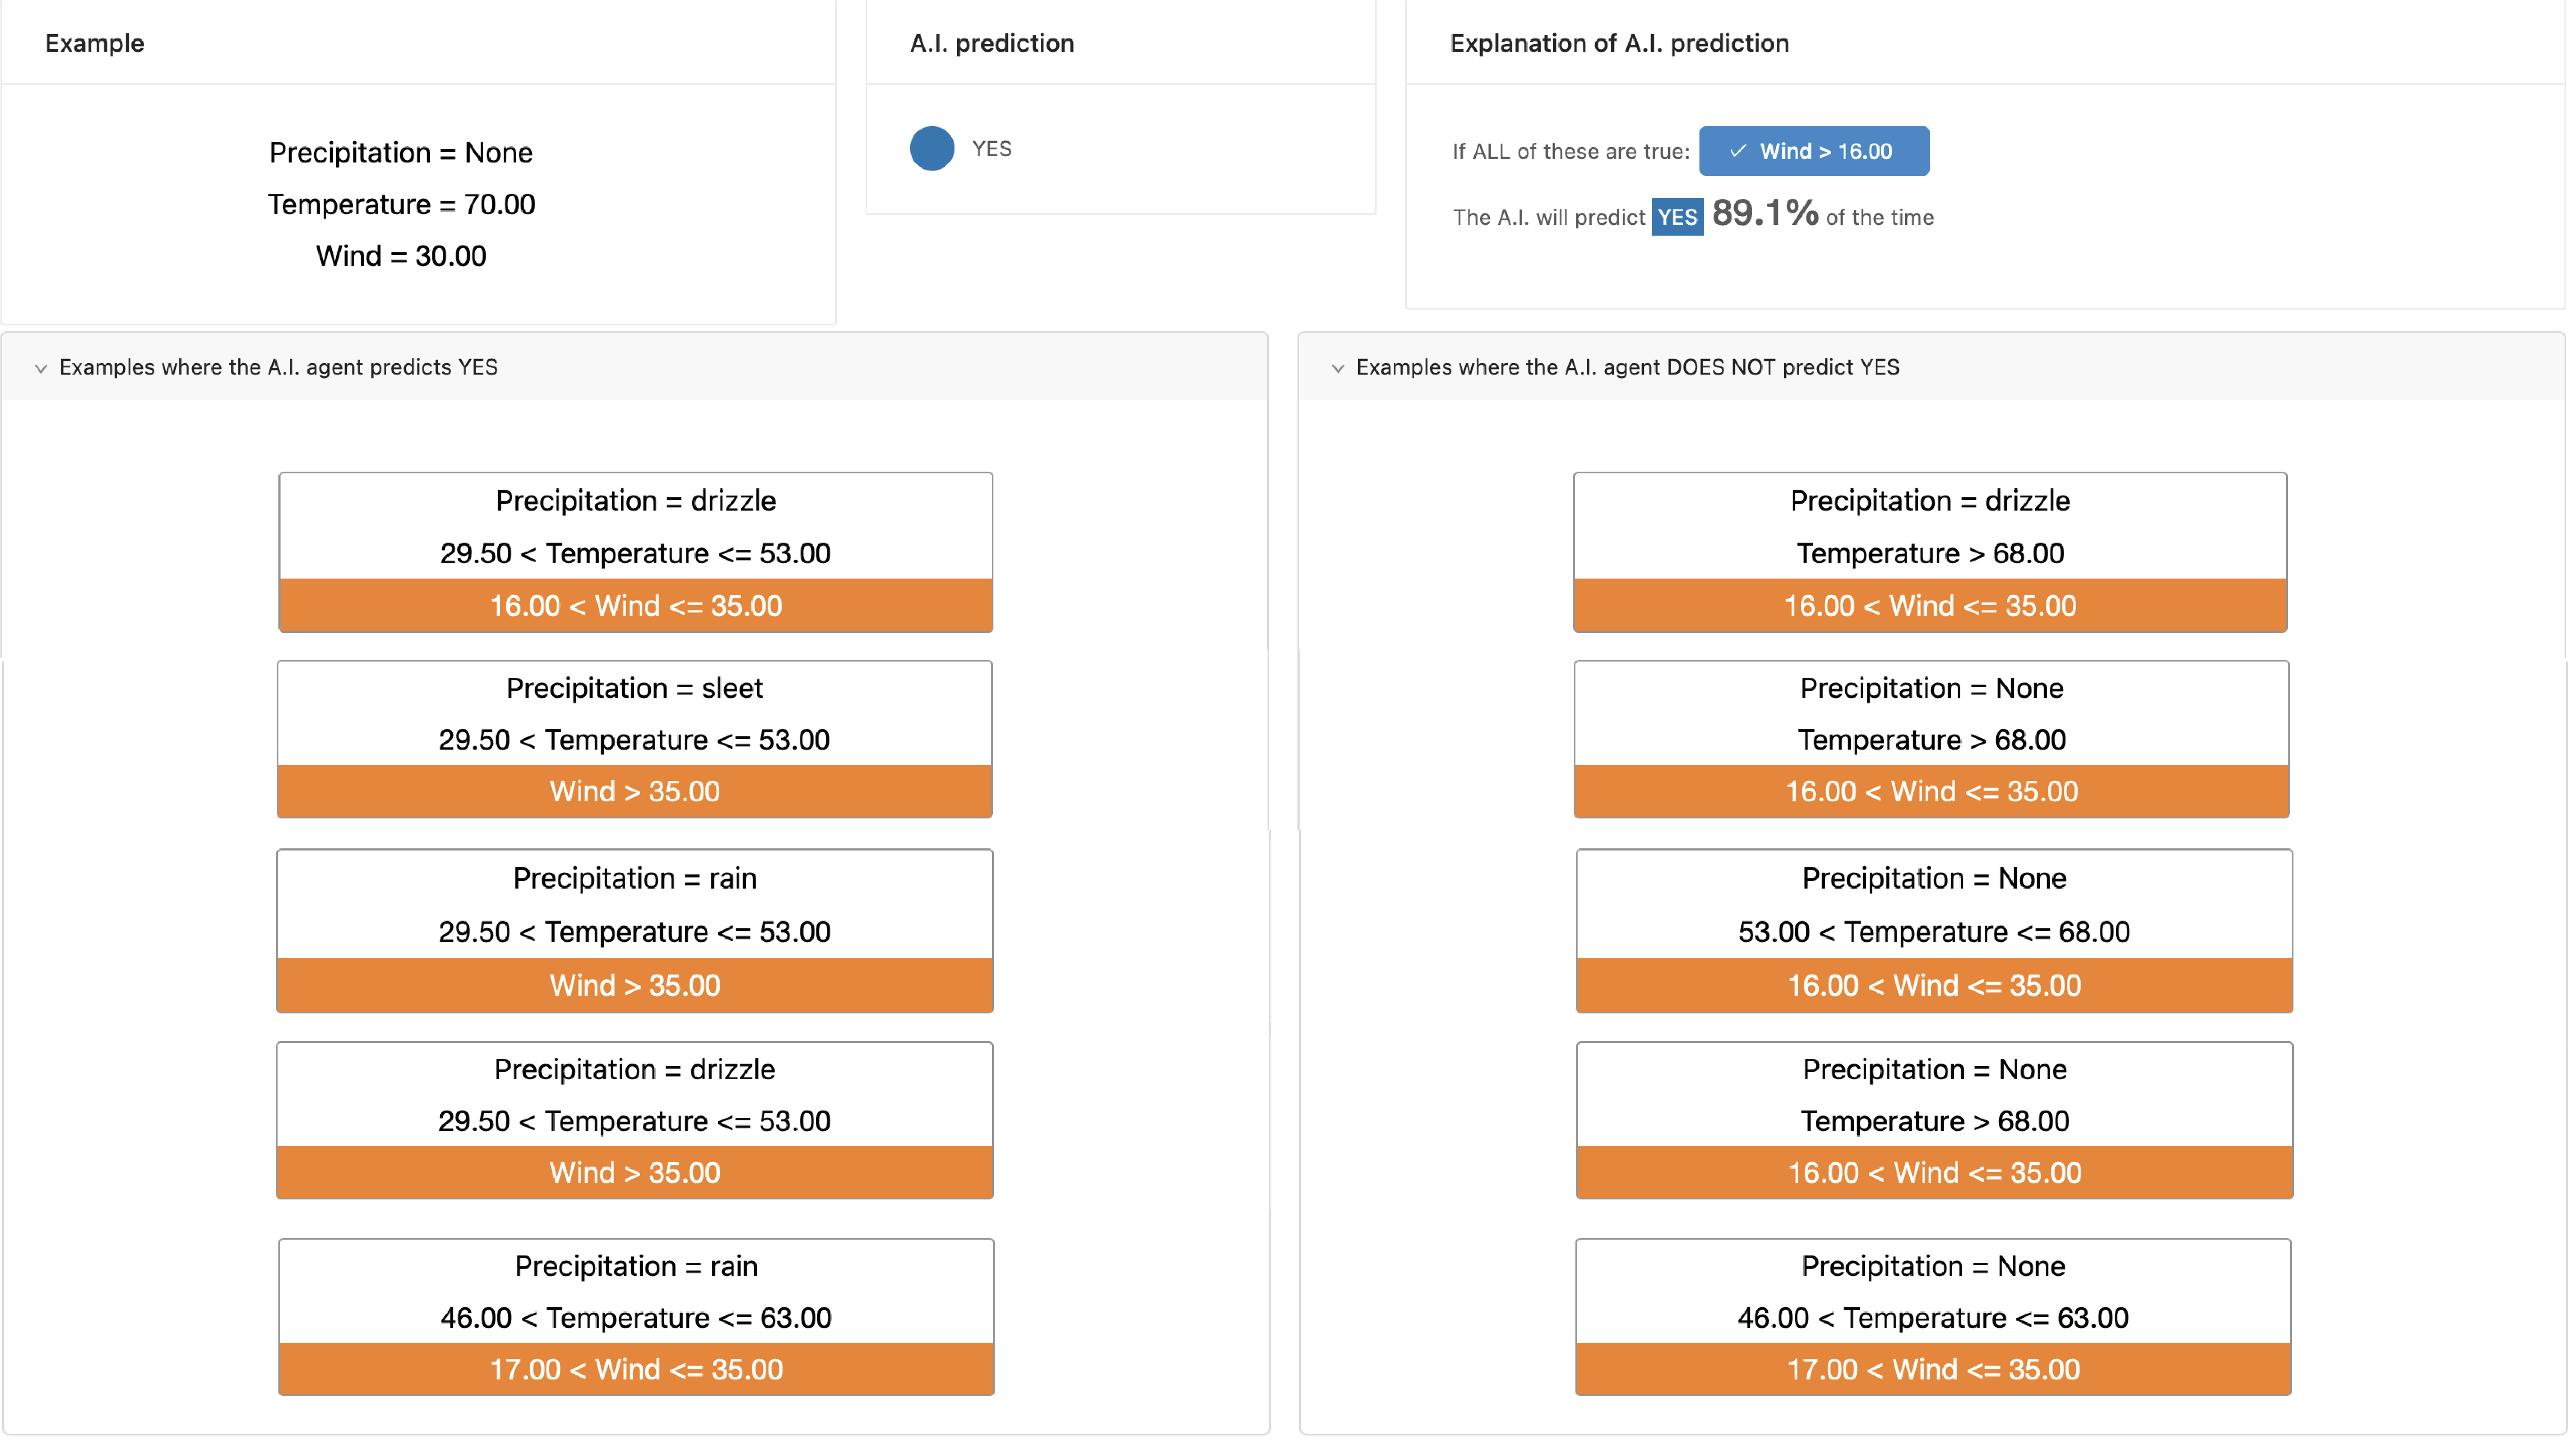 Example
Precipitation = None
Temperature = 70.00
Wind = 30.00
A.I. prediction
YES
Explanation of A.I. prediction
If ALL of these are true: ✓ Wind > 16.00
The A.I. will predict YES 89.1% of the time
Examples where the A.I. agent predicts YES
Precipitation = drizzle
29.50 < Temperature <= 53.00
16.00 < Wind <= 35.00
Precipitation = sleet
29.50 < Temperature <= 53.00
Wind > 35.00
Precipitation = rain
29.50 < Temperature <= 53.00
Wind > 35.00
Precipitation = drizzle
29.50 < Temperature <= 53.00
Wind > 35.00
Precipitation = rain
46.00 < Temperature <= 63.00
17.00 < Wind <= 35.00
Examples where the A.I. agent DOES NOT predict YES
Precipitation = drizzle
Temperature > 68.00
16.00 < Wind <= 35.00
Precipitation = None
Temperature > 68.00
16.00 < Wind <= 35.00
Precipitation = None
53.00 < Temperature <= 68.00
16.00 < Wind <= 35.00
Precipitation = None
Temperature > 68.00
16.00 < Wind <= 35.00
Precipitation = None
46.00 < Temperature <= 63.00
17.00 < Wind <= 35.00